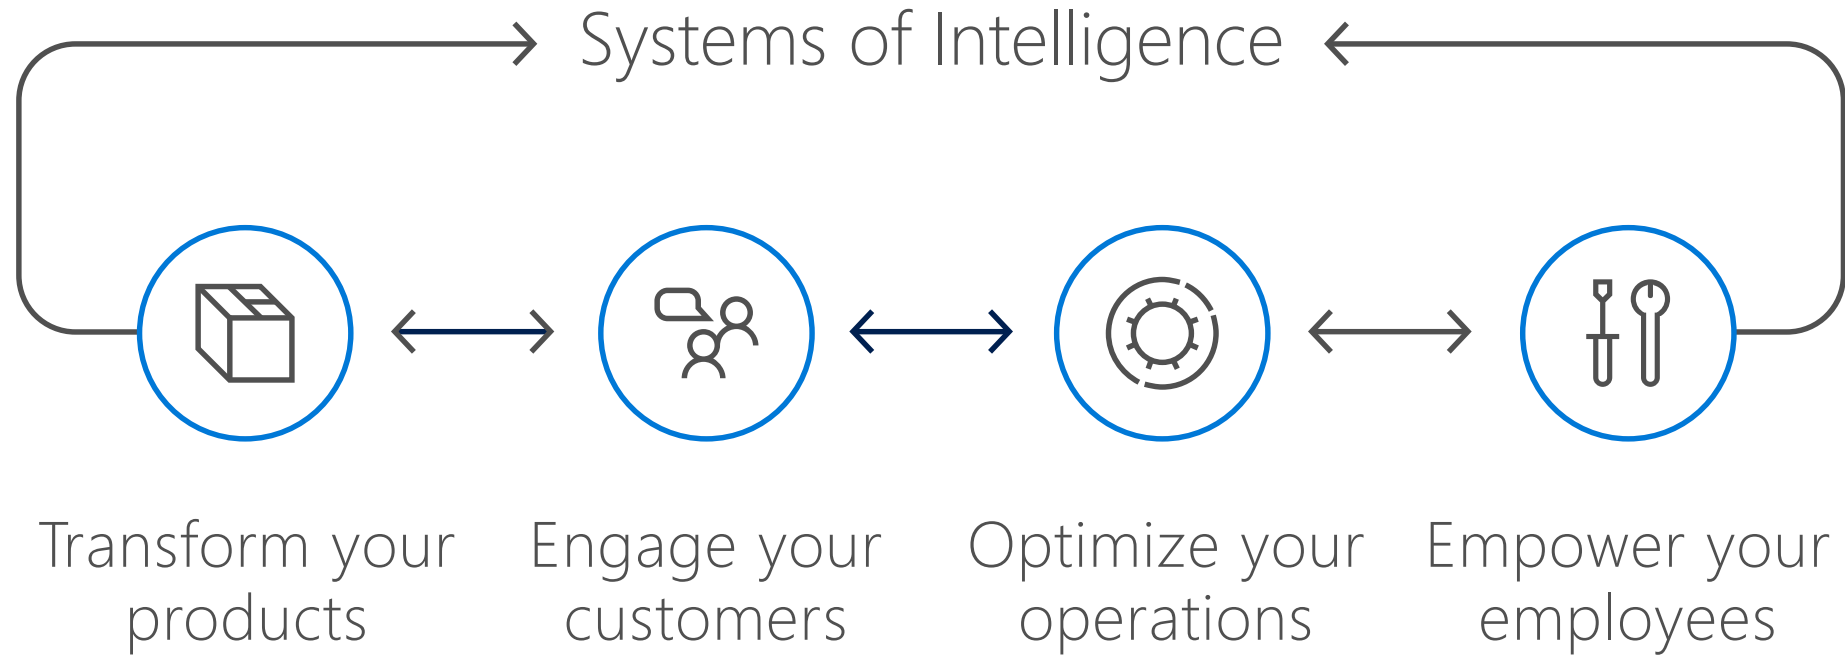 Systems of Intelligence
Transform your
products
Engage your
customers
Optimize your
operations
Empower your
employees